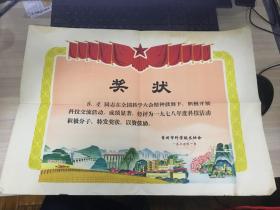 奖状
同志在全国科学大会精神鼓舞下，积极开展
科技交流活动，成绩显著，被评为一九七八年度科技活动
积极分子，特发奖状，以资鼓励。
常州市科学技术协会